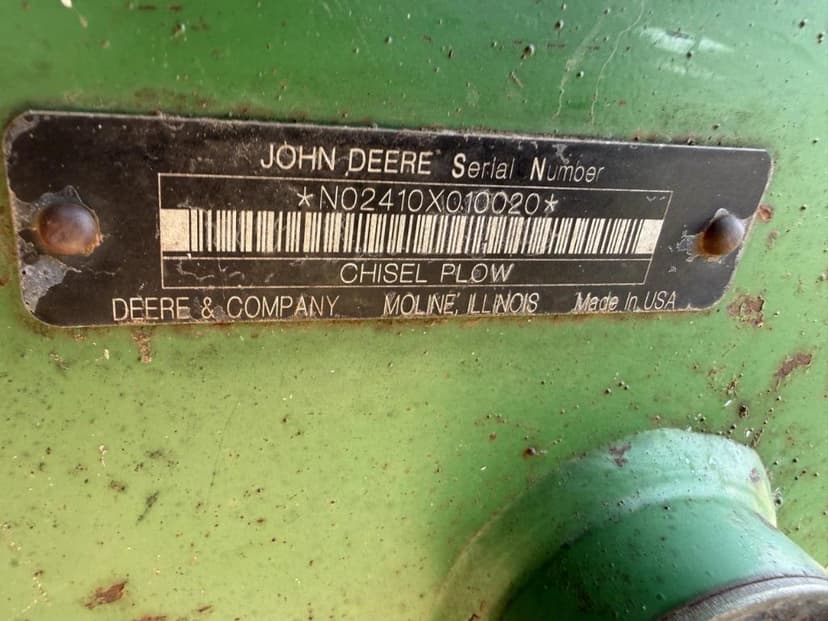 JOHN DEERE Serial Number
*N02410X010020*
CHISEL PLOW
DEERE & COMPANY MOLINE, ILLINOIS Made In USA